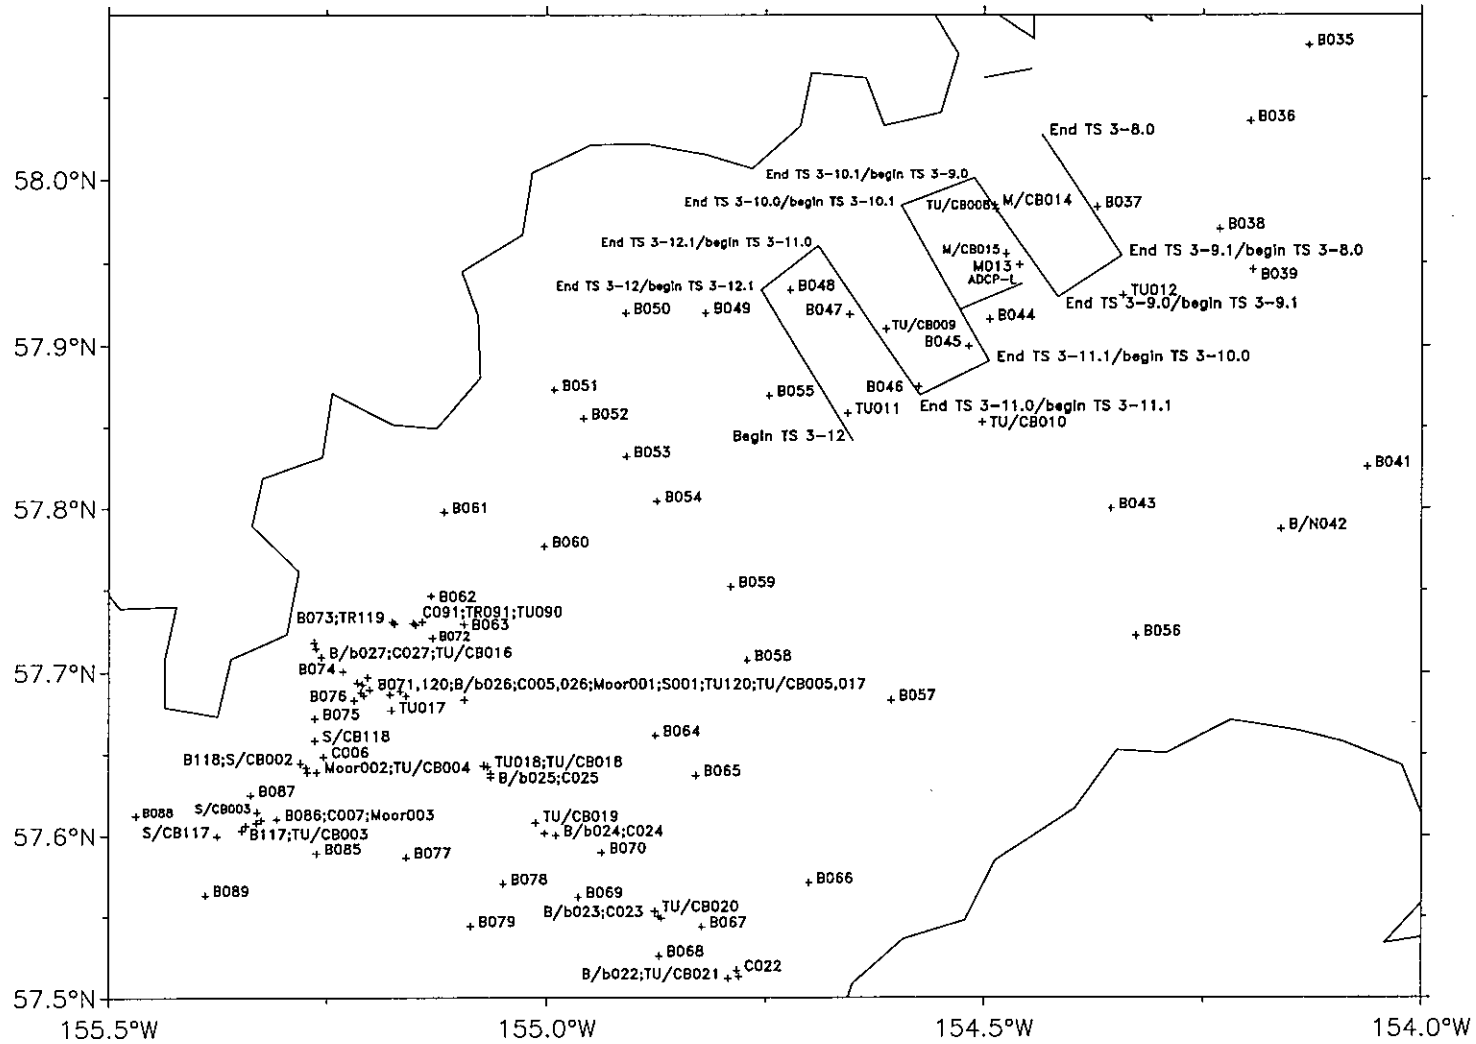 B035
B036
End TS 3-8.0
End TS 3-10.1/begin TS 3-9.0
58.0°N
End TS 3-10.0/begin TS 3-10.1
TU/CB008
M/CB014
B037
B038
End TS 3-12.1/begin TS 3-11.0
M/CB015
M013
ADCP-L
End TS 3-9.1/begin TS 3-8.0
B039
End TS 3-12/begin TS 3-12.1
B048
TU012
End TS 3-9.0/begin TS 3-9.1
B050
B049
B047
TU/CB009
B044
B045
57.9°N
End TS 3-11.1/begin TS 3-10.0
B051
B055
B046
B052
TU011
End TS 3-11.0/begin TS 3-11.1
TU/CB010
Begin TS 3-12
B053
B041
B054
B061
57.8°N
B043
B/N042
B060
B059
B062
B073;TR119
C091;TR091;TU090
B063
B072
B056
B/b027;C027;TU/CB016
B058
B074
57.7°N
B071,120;B/b026;C005,026;Moor001;S001;TU120;TU/CB005,017
B076
TU017
B057
B075
S/CB118
B064
C006
B118;S/CB002
Moor002;TU/CB004
TU018;TU/CB018
B/b025;C025
B065
B087
B088
S/CB003
B086;C007;Moor003
TU/CB019
57.6°N
S/CB117
B117;TU/CB003
B/b024;C024
B085
B077
B070
B078
B066
B089
B069
TU/CB020
B/b023;C023
B079
B067
B068
B/b022;TU/CB021
C022
57.5°N
155.5°W
155.0°W
154.5°W
154.0°W